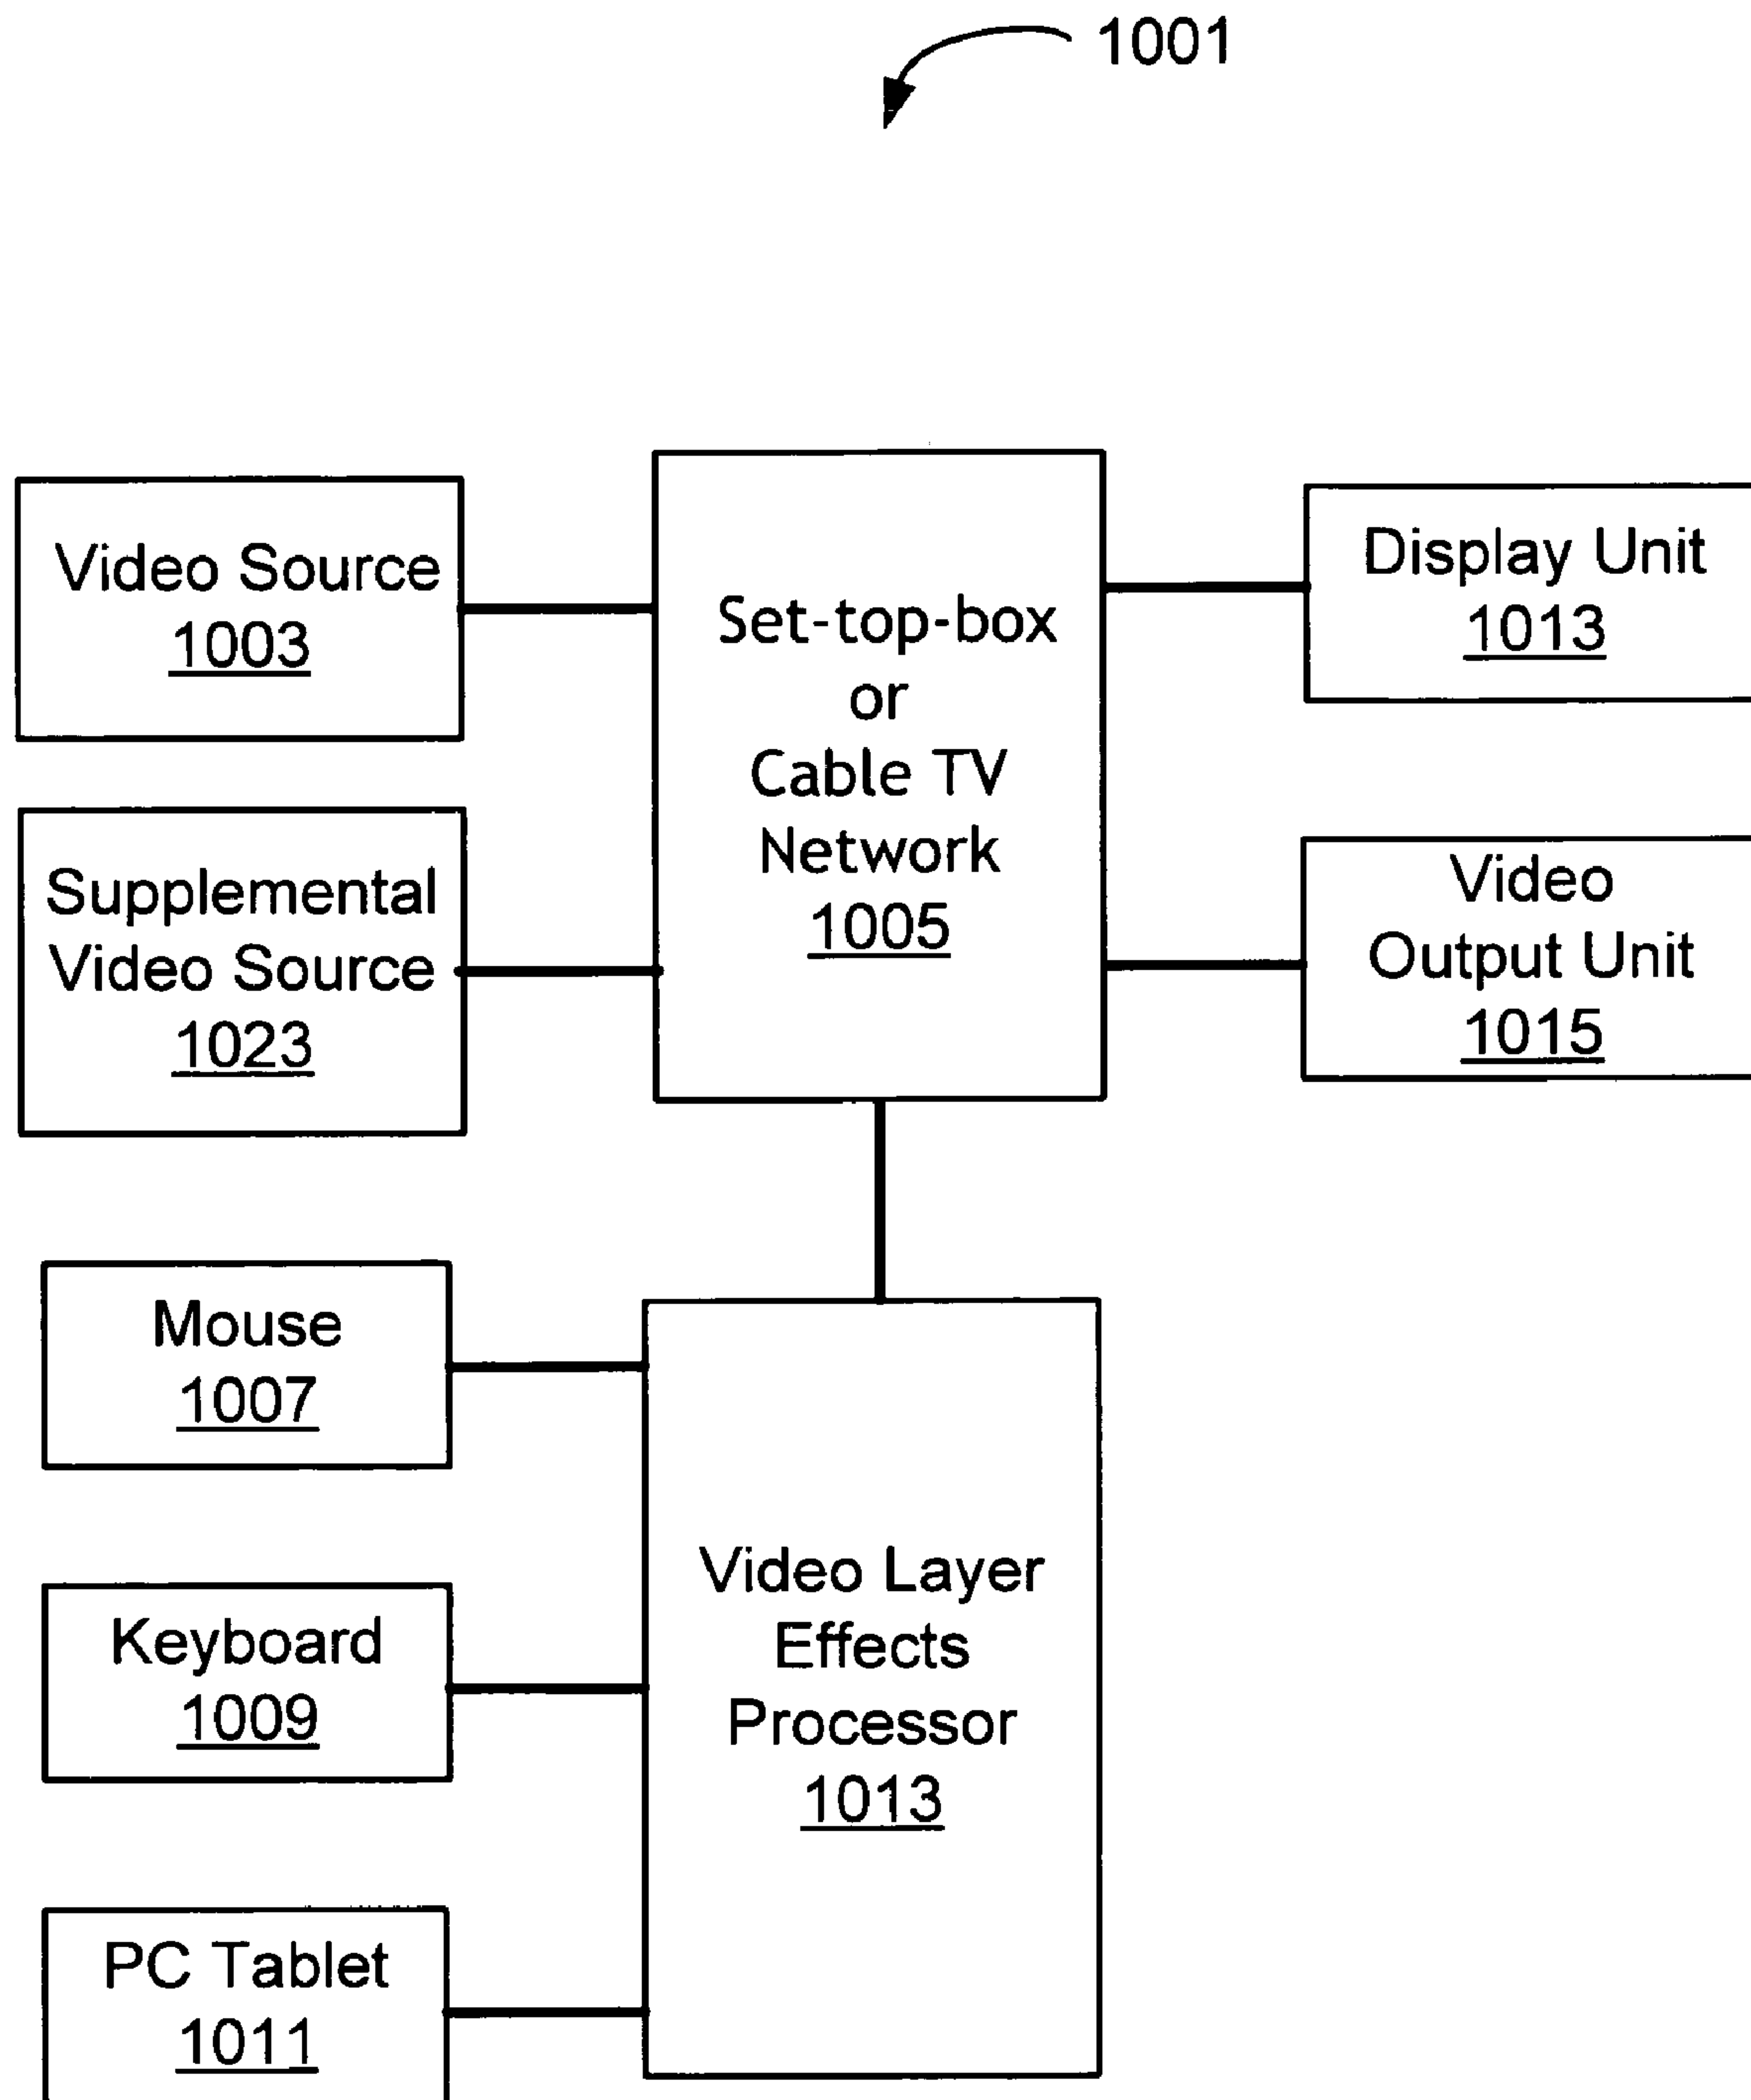 1001
Video Source
1003
Set-top-box
or
Cable TV
Network
1005
Display Unit
1013
Supplemental
Video Source
1023
Video
Output Unit
1015
Mouse
1007
Keyboard
1009
PC Tablet
1011
Video Layer
Effects
Processor
1013